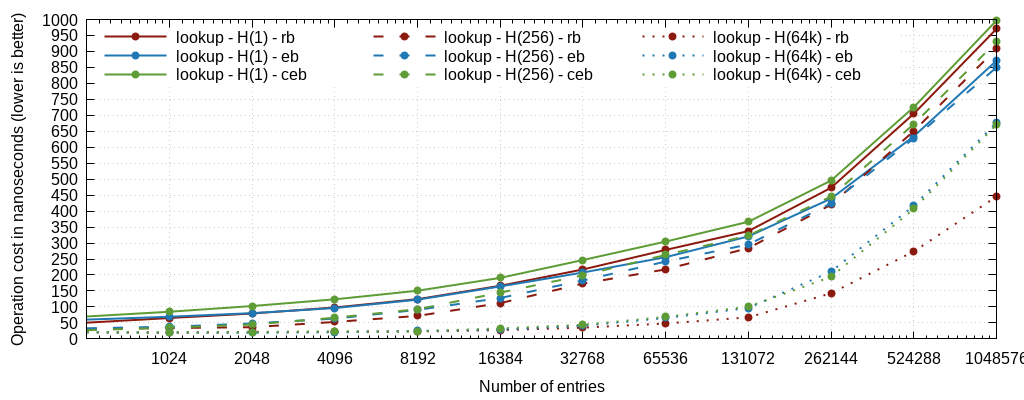 Operation cost in nanoseconds (lower is better)
1000
950
900
850
800
750
700
650
600
550
500
450
400
350
300
250
200
150
100
50
0
lookup - H(1) - rb
lookup - H(1) - eb
lookup - H(1) - ceb
lookup - H(256) - rb
lookup - H(256) - eb
lookup - H(256) - ceb
lookup - H(64k) - rb
lookup - H(64k) - eb
lookup - H(64k) - ceb
1024 2048 4096 8192 16384 32768 65536 131072 262144 524288 1048576
Number of entries